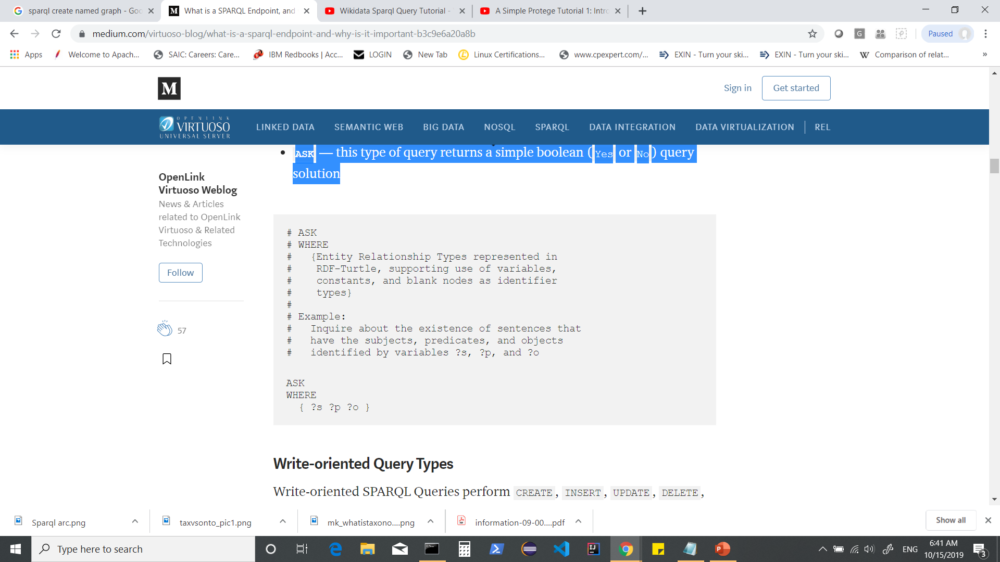 sparql create named graph - Goo
What is a SPARQL Endpoint, and
Wikidata Sparql Query Tutorial -
A Simple Protege Tutorial 1: Intro
medium.com/virtuoso-blog/what-is-a-sparql-endpoint-and-why-is-it-important-b3c9e6a20a8b
Paused
Apps
Welcome to Apach...
SAIC: Careers: Care...
IBM Redbooks | Acc...
LOGIN
New Tab
Linux Certifications...
www.cpexpert.com/...
EXIN - Turn your ski...
EXIN - Turn your ski...
Comparison of relat...
»
M
Sign in
Get started
OPENLINK
VIRTUOSO
UNIVERSAL SERVER
LINKED DATA
SEMANTIC WEB
BIG DATA
NOSQL
SPARQL
DATA INTEGRATION
DATA VIRTUALIZATION
REL
• ASK — this type of query returns a simple boolean (Yes or No) query
solution
OpenLink
Virtuoso Weblog
News & Articles
related to OpenLink
Virtuoso & Related
Technologies
Follow
57
# ASK
# WHERE
#   {Entity Relationship Types represented in
#    RDF-Turtle, supporting use of variables,
#    constants, and blank nodes as identifier
#    types}
#
# Example:
#   Inquire about the existence of sentences that
#   have the subjects, predicates, and objects
#   identified by variables ?s, ?p, and ?o
ASK
WHERE
  { ?s ?p ?o }
Write-oriented Query Types
Write-oriented SPARQL Queries perform CREATE, INSERT, UPDATE, DELETE,
Sparql arc.png
taxvsonto_pic1.png
mk_whatistaxono....png
information-09-00....pdf
Show all
Type here to search
ENG
6:41 AM
10/15/2019
3